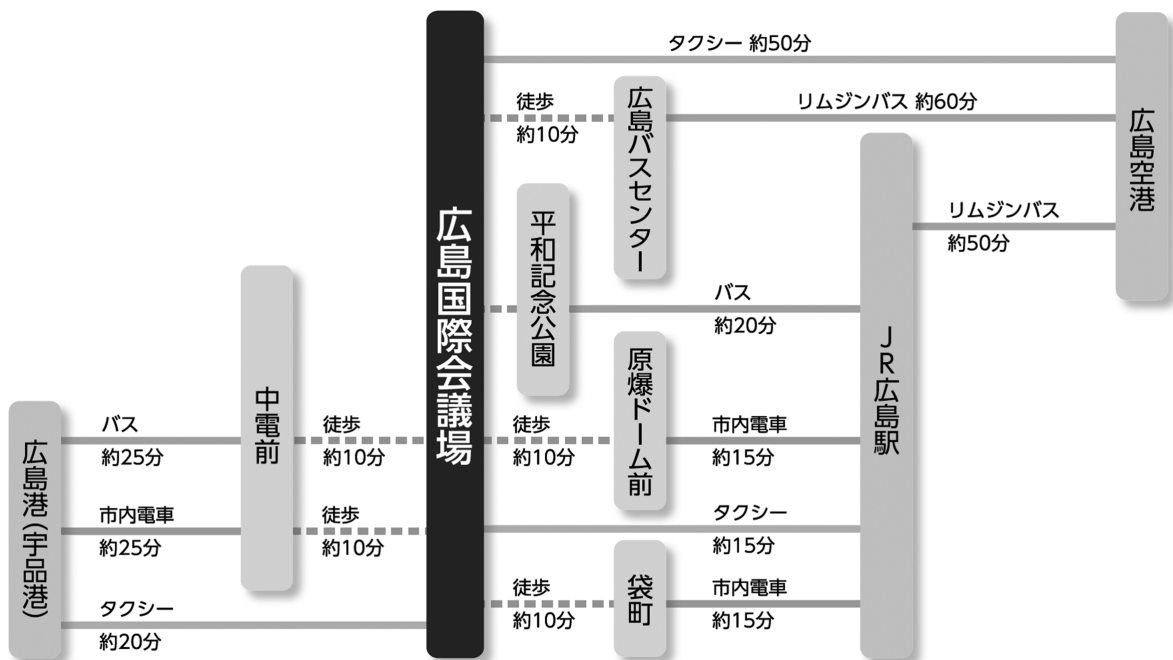 タクシー 約50分
徒歩
約10分
広島バスセンター
リムジンバス 約60分
広島空港
リムジンバス
約50分
平和記念公園
バス
約20分
JR広島駅
広島国際会議場
原爆ドーム前
徒歩
約10分
市内電車
約15分
タクシー
約15分
徒歩
約10分
袋町
市内電車
約15分
中電前
広島港(宇品港)
バス
約25分
徒歩
約10分
市内電車
約25分
徒歩
約10分
タクシー
約20分